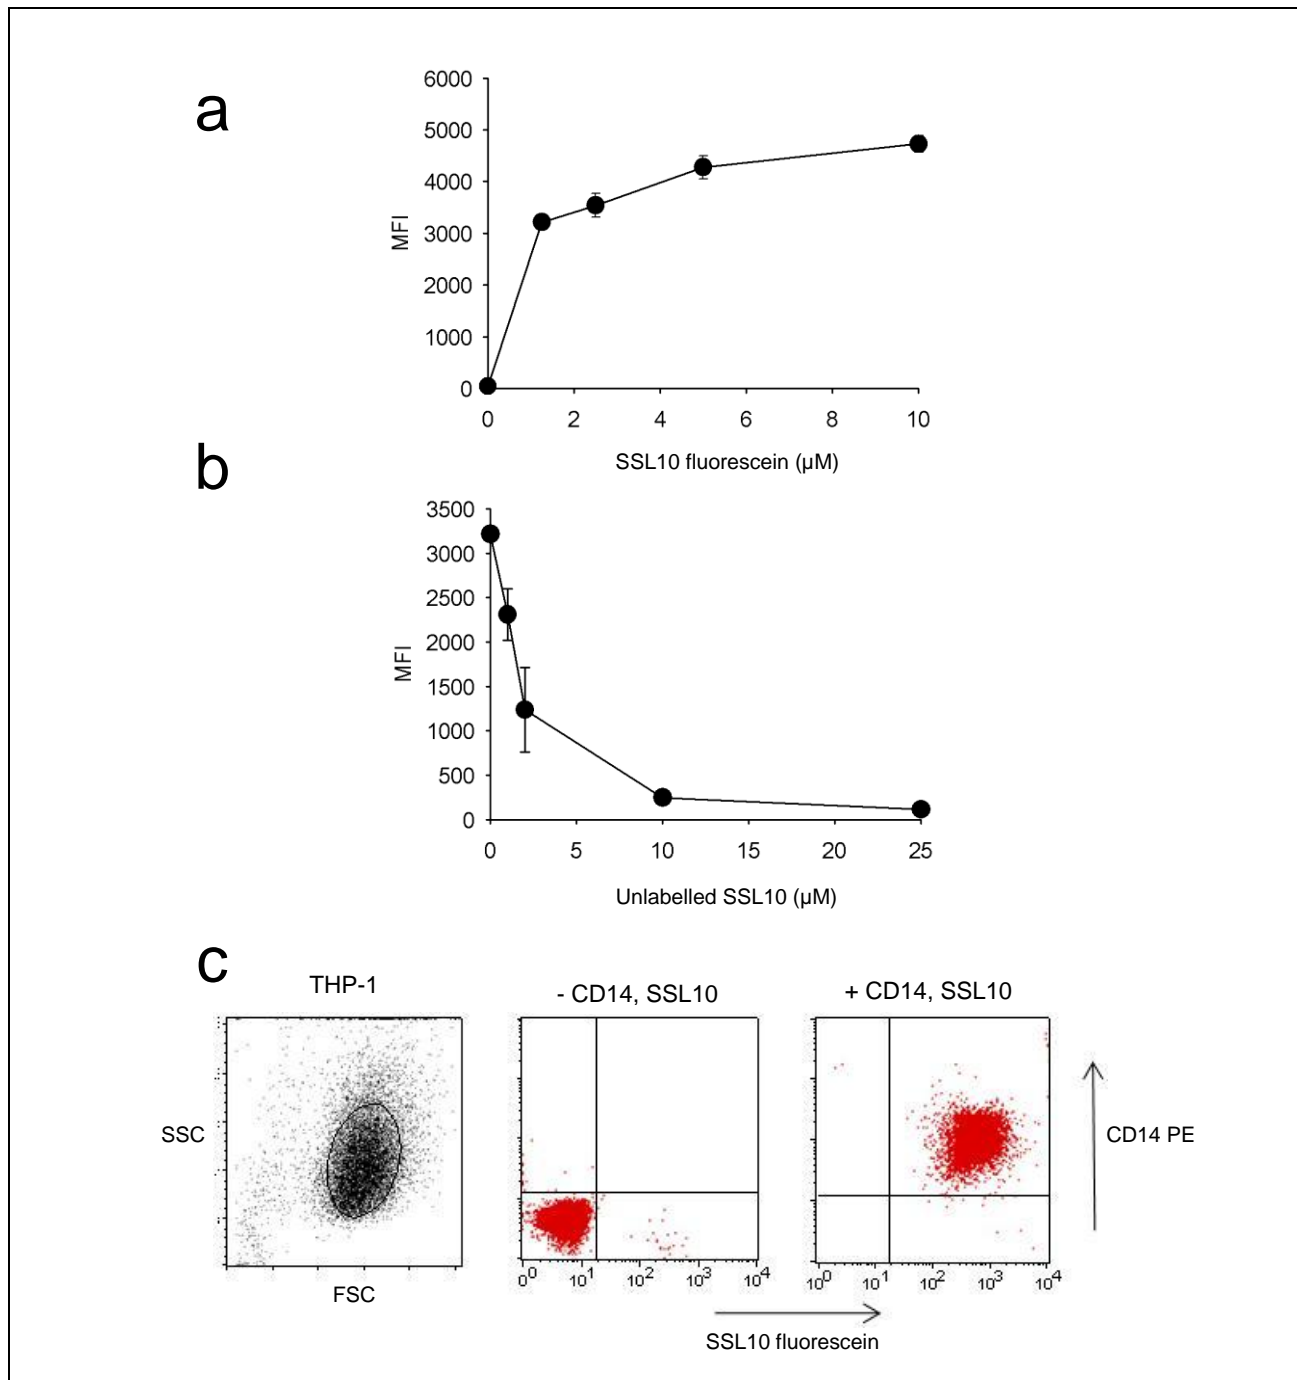 a
6000
5000
4000
3000
2000
1000
0
MFI
0 2 4 6 8 10
SSL10 fluorescein (µM)
b
3500
3000
2500
2000
1500
1000
500
0
MFI
0 5 10 15 20 25
Unlabelled SSL10 (µM)
c
THP-1
- CD14, SSL10
+ CD14, SSL10
SSC
FSC
10⁰ 10¹ 10² 10³ 10⁴
10⁰ 10¹ 10² 10³ 10⁴
CD14 PE
SSL10 fluorescein